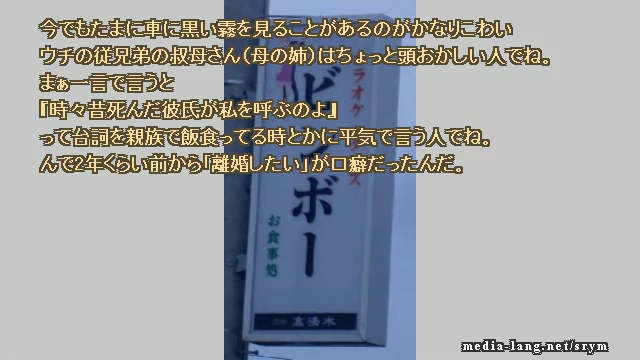 今でもたまに車に黒い霧を見ることがあるのがかなりこわい
ウチの従兄弟の叔母さん（母の姉）はちょっと頭おかしい人でね。
まぁ一言で言うと
『時々昔死んだ彼氏が私を呼ぶのよ』
って台詞を親族で飯食ってる時とかに平気で言う人でね。
んで2年くらい前から「離婚したい」が口癖だったんだ。
ラオケ
ボー
お食事処
高清水
media-lang.net/srym